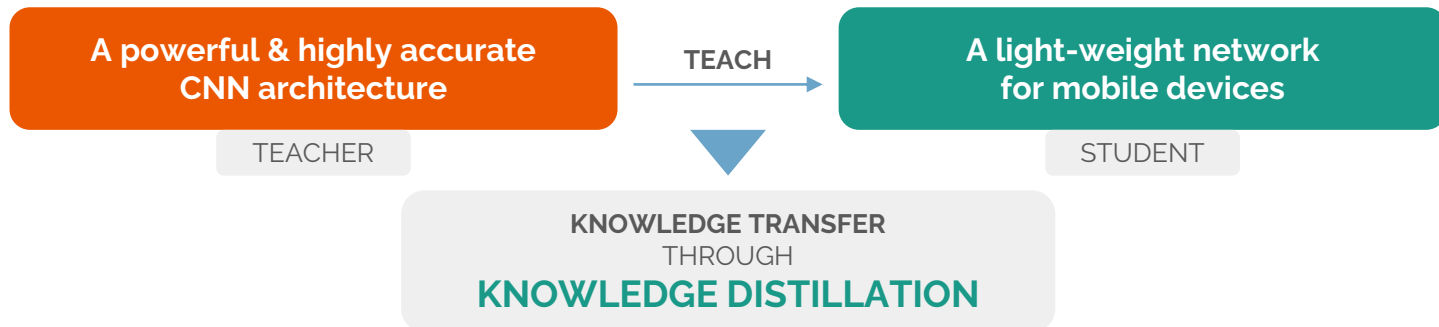 A powerful & highly accurate
CNN architecture
TEACHER
TEACH
A light-weight network
for mobile devices
STUDENT
KNOWLEDGE TRANSFER
THROUGH
KNOWLEDGE DISTILLATION